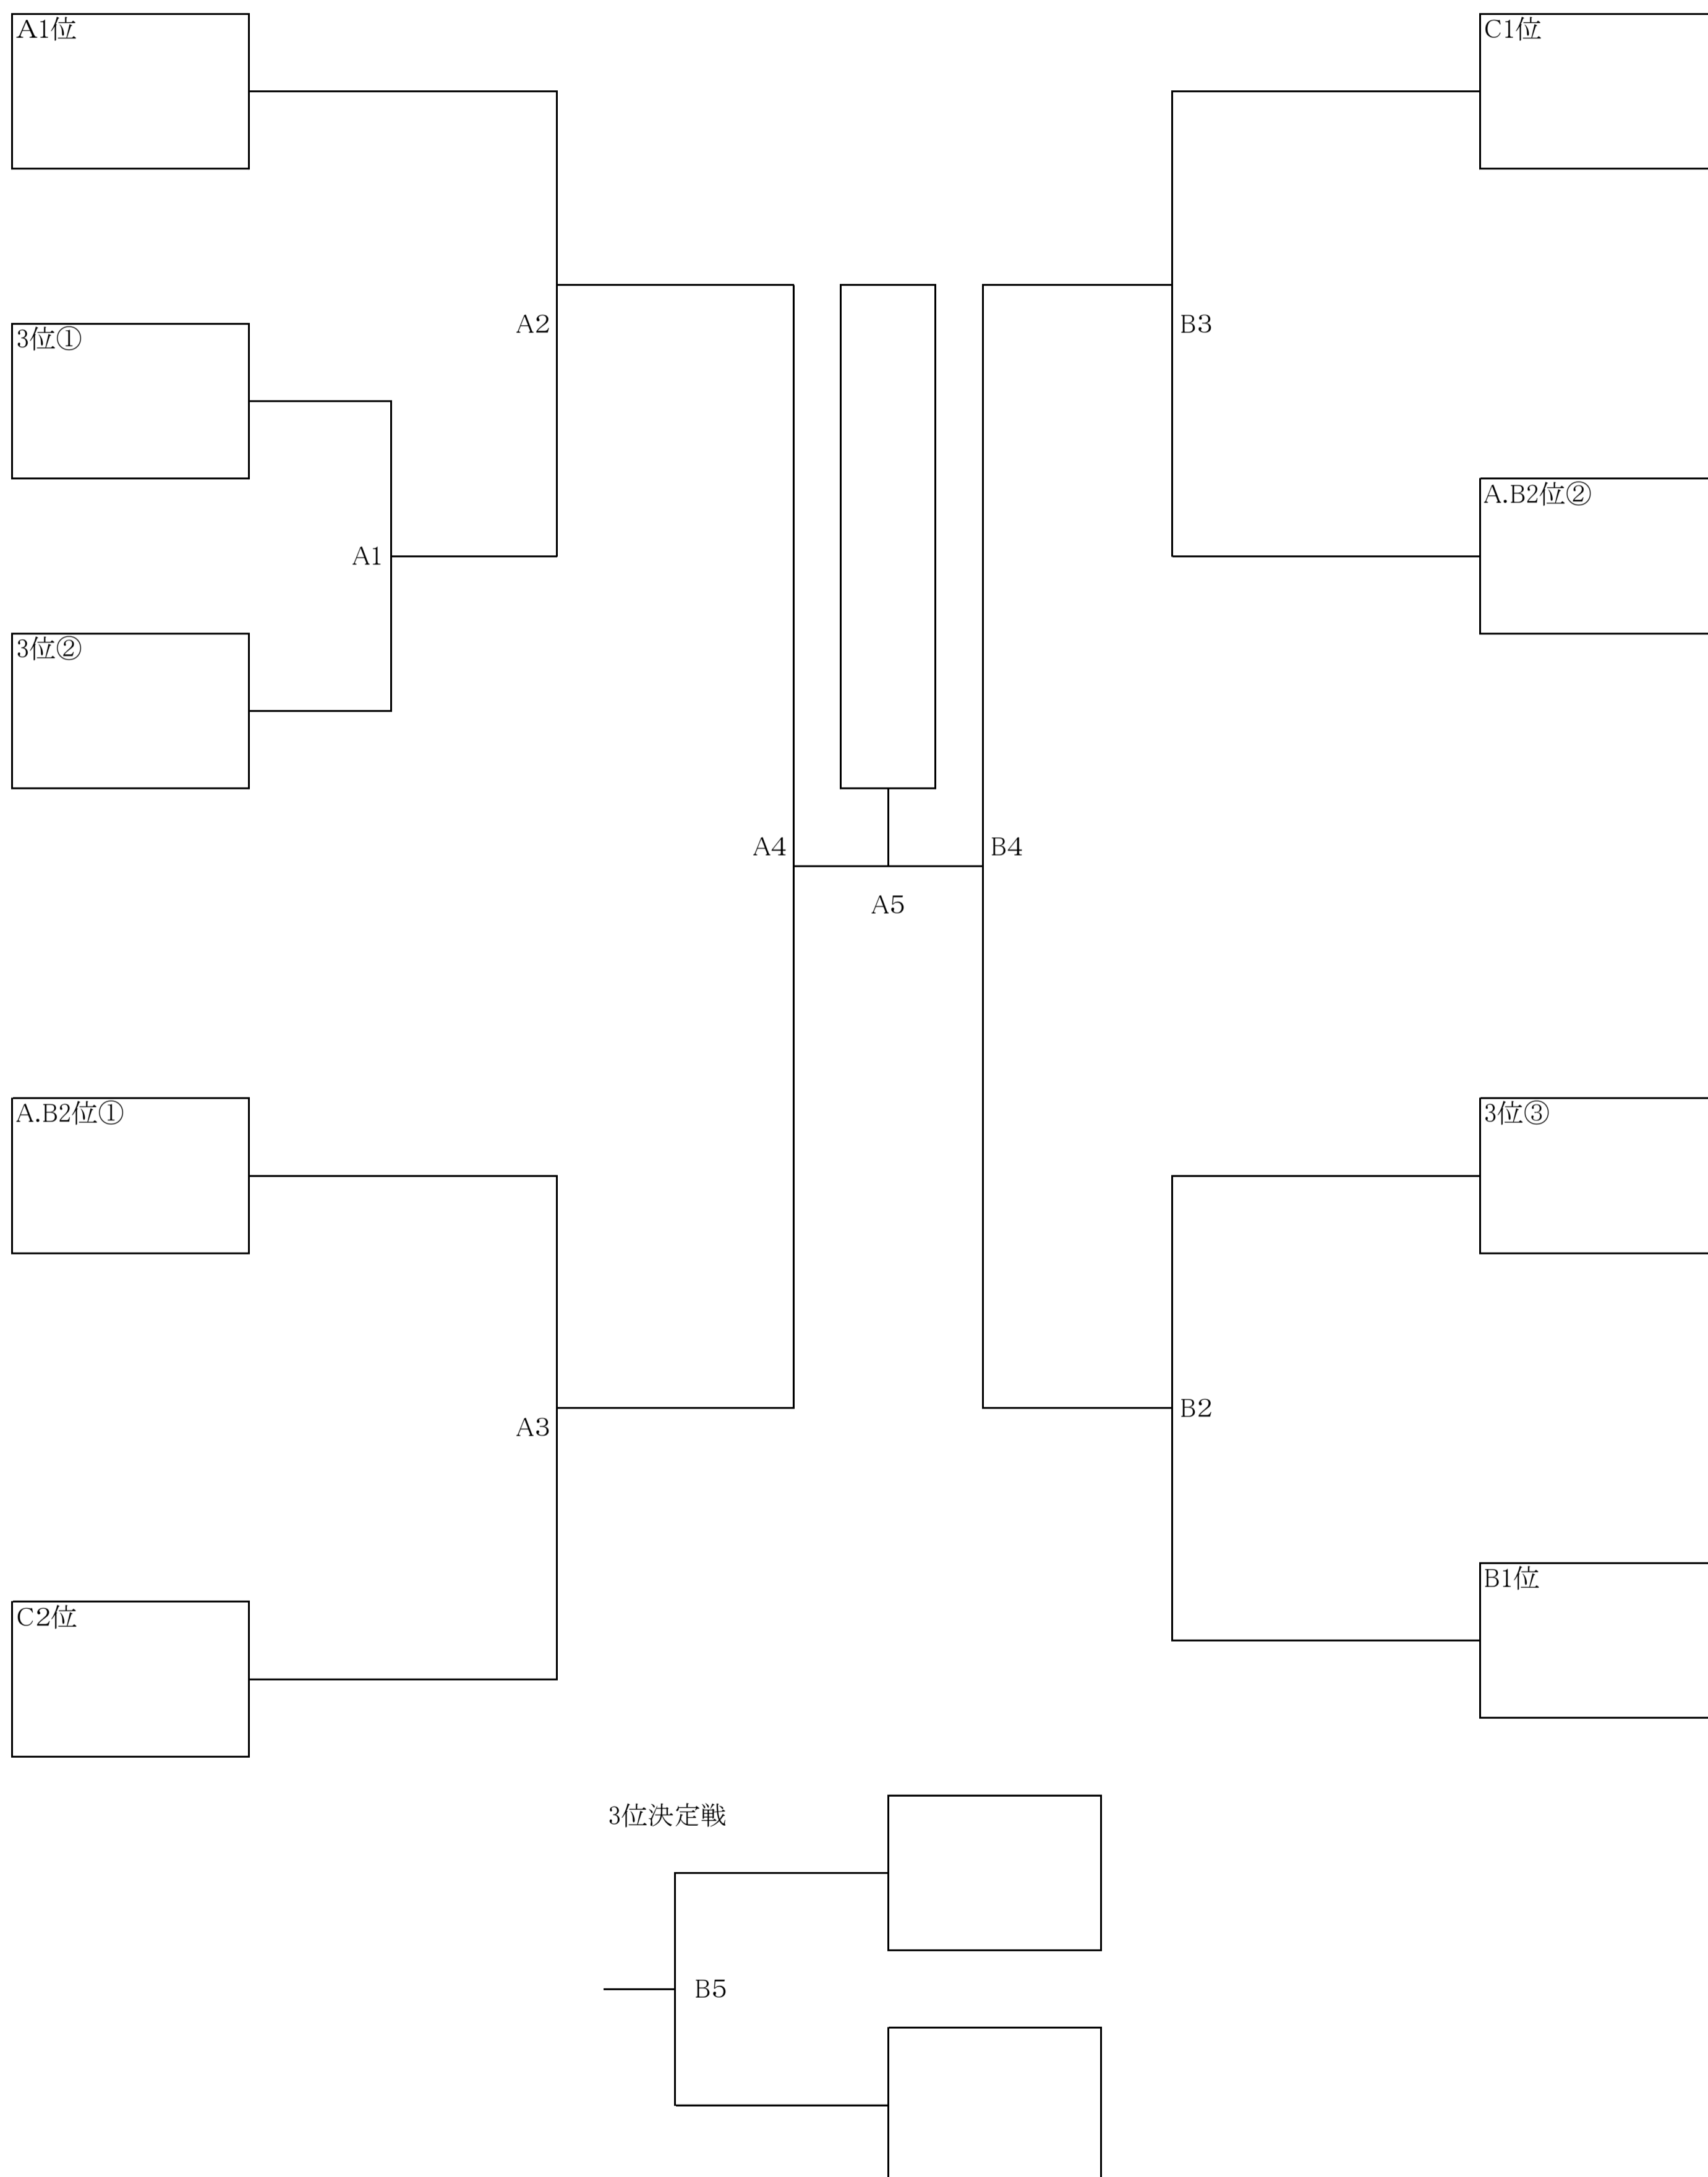 A1位
C1位
A2
B3
3位①
A.B2位②
A1
3位②
A4
B4
A5
A.B2位①
3位③
A3
B2
C2位
B1位
3位決定戦
B5